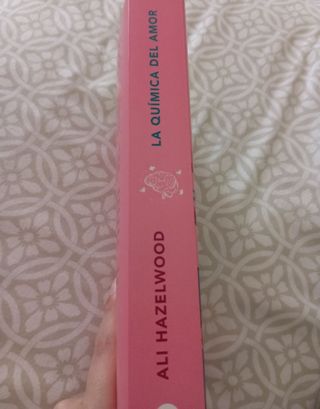 LA QUÍMICA DEL AMOR
ALI HAZELWOOD